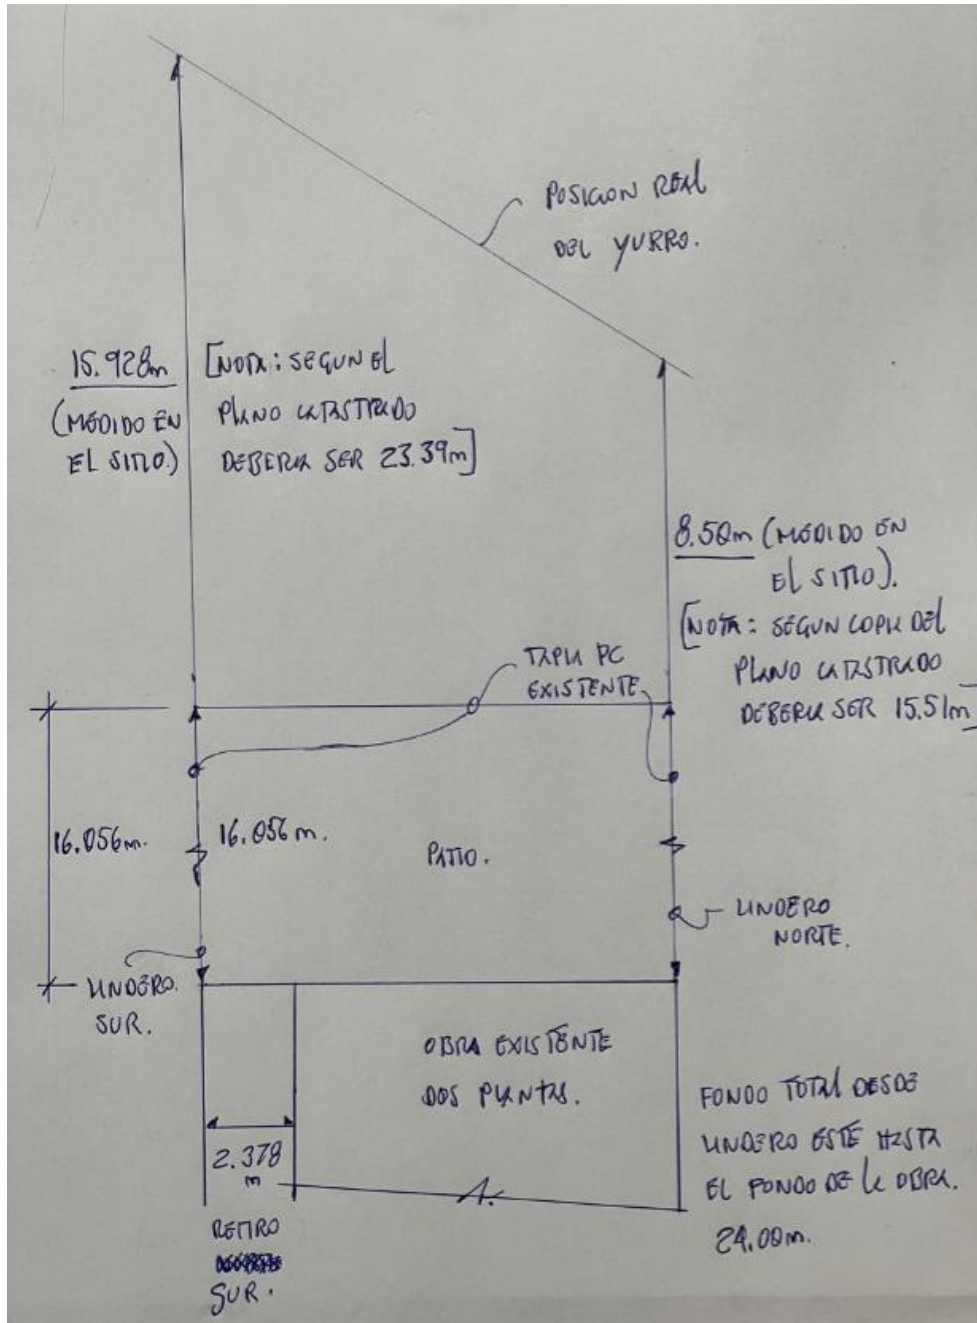 POSICION REAL
DEL YURRO.
15.928m
(MEDIDO EN
EL SITIO.)
[NOTA: SEGUN EL
PLANO CATASTRADO
DEBERIA SER 23.39m]
8.50m (MEDIDO EN
EL SITIO).
[NOTA: SEGUN COPIA DEL
PLANO CATASTRADO
DEBERIA SER 15.51m]
TAPIA PC
EXISTENTE.
16.056m.
16.056m.
PATIO.
LINDERO
NORTE.
LINDERO.
SUR.
OBRA EXISTENTE
DOS PLANTAS.
2.378
m
RETIRO
SUR.
FONDO TOTAL DESDE
LINDERO ESTE HASTA
EL FONDO DE LA OBRA.
24.00m.